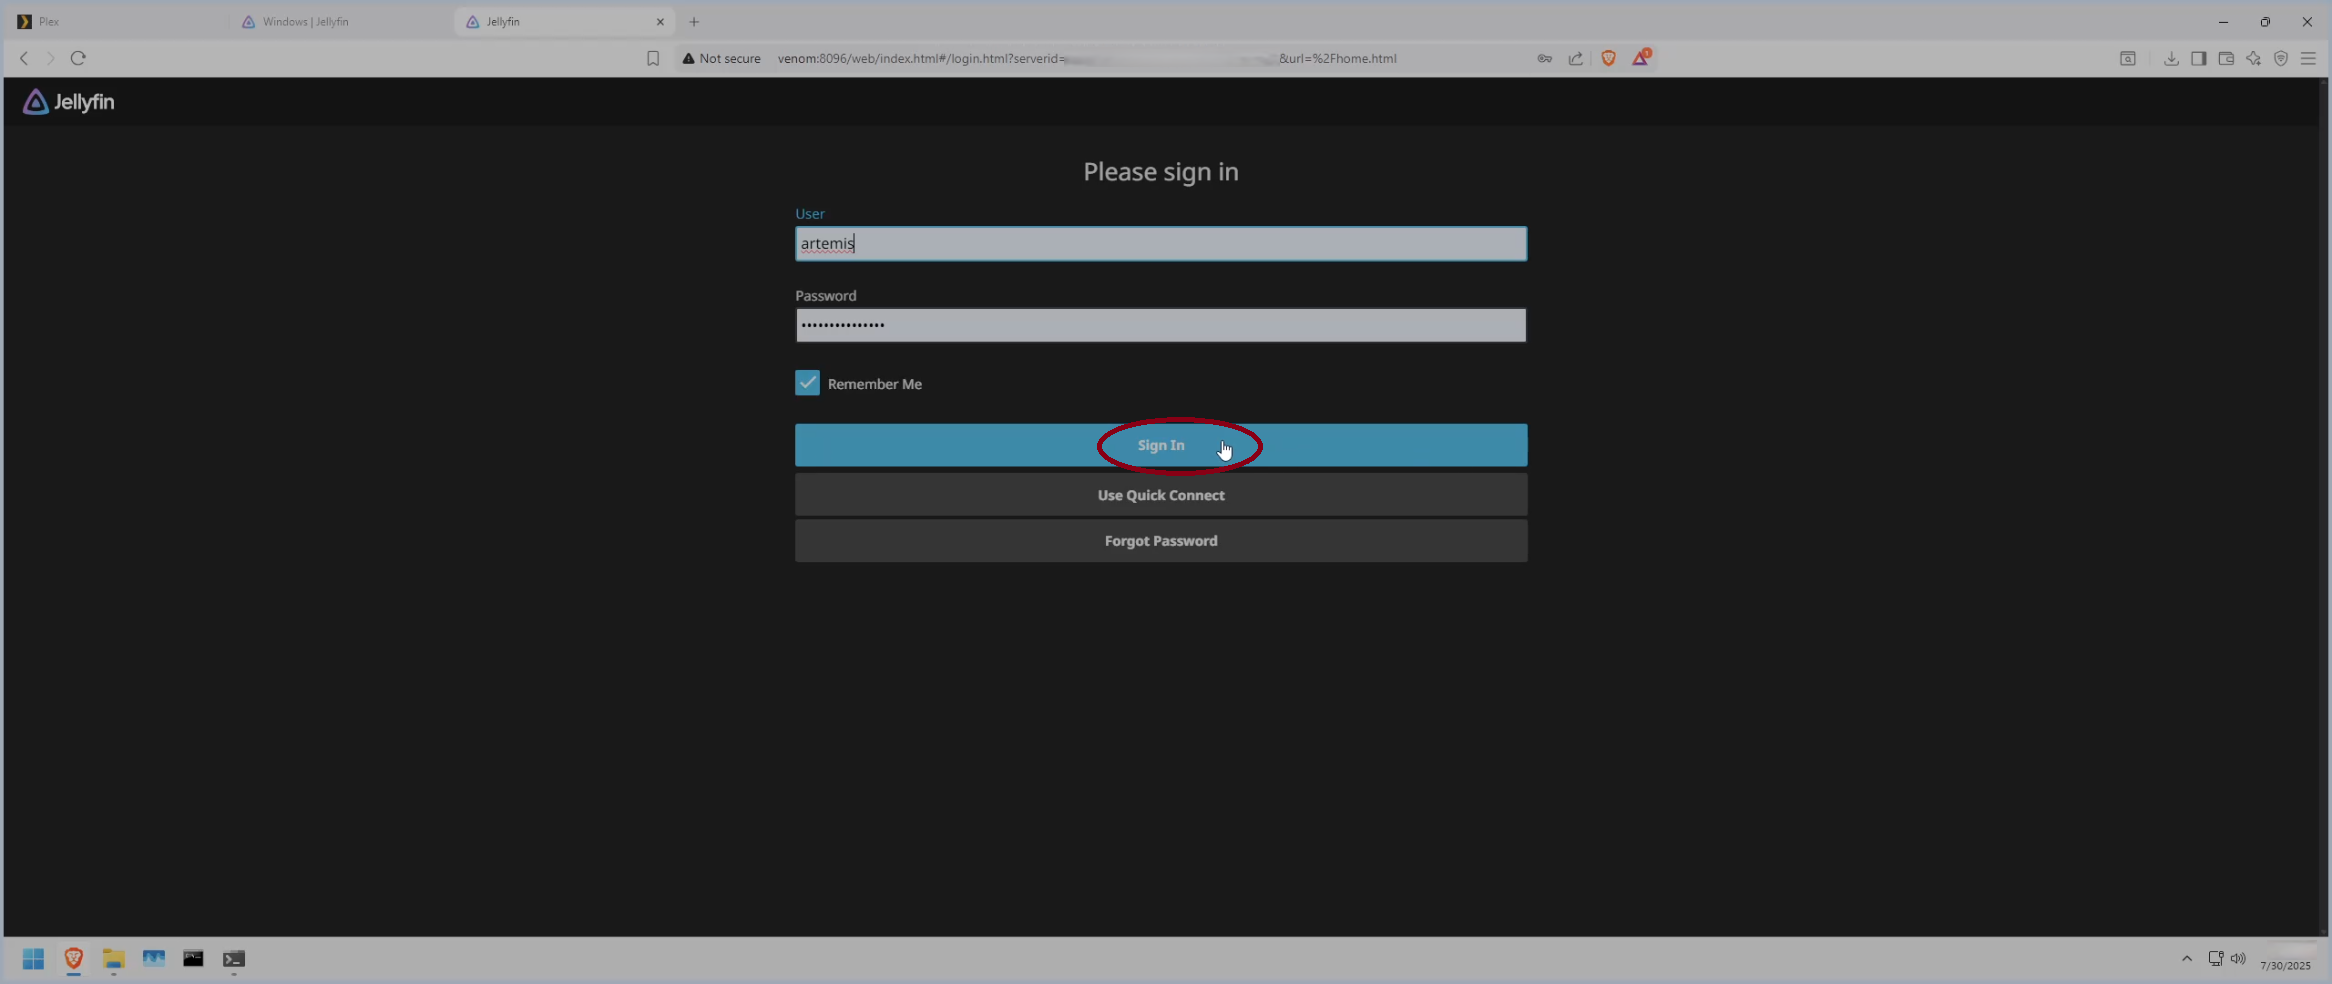 Plex
Windows | Jellyfin
Jellyfin
Not secure venom:8096/web/index.html#/login.html?serverid= &url=%2Fhome.html
1
Jellyfin
Please sign in
User
artemis
Password
•••••••••••••••
Remember Me
Sign In
Use Quick Connect
Forgot Password
7/30/2025